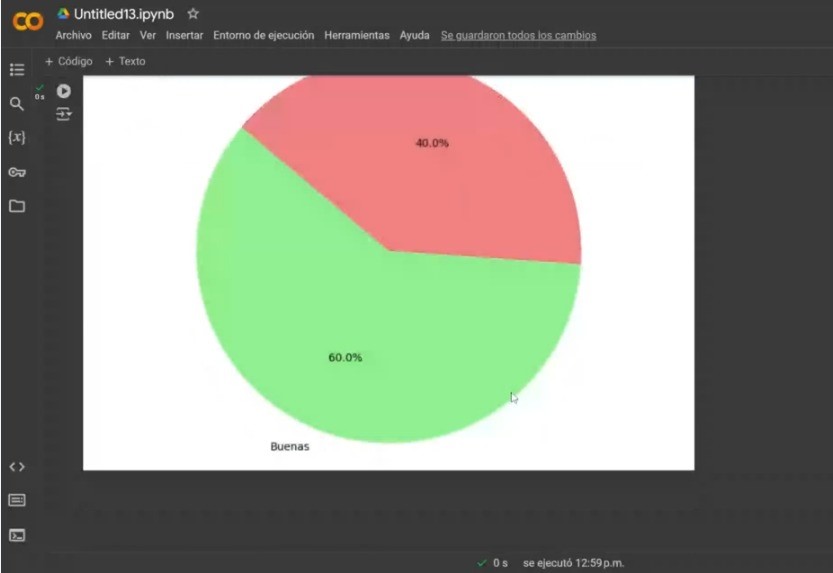 Untitled13.ipynb
Archivo Editar Ver Insertar Entorno de ejecución Herramientas Ayuda Se guardaron todos los cambios
+ Código + Texto
0 s
{x}
40.0%
60.0%
Buenas
0 s se ejecutó 12:59 p.m.